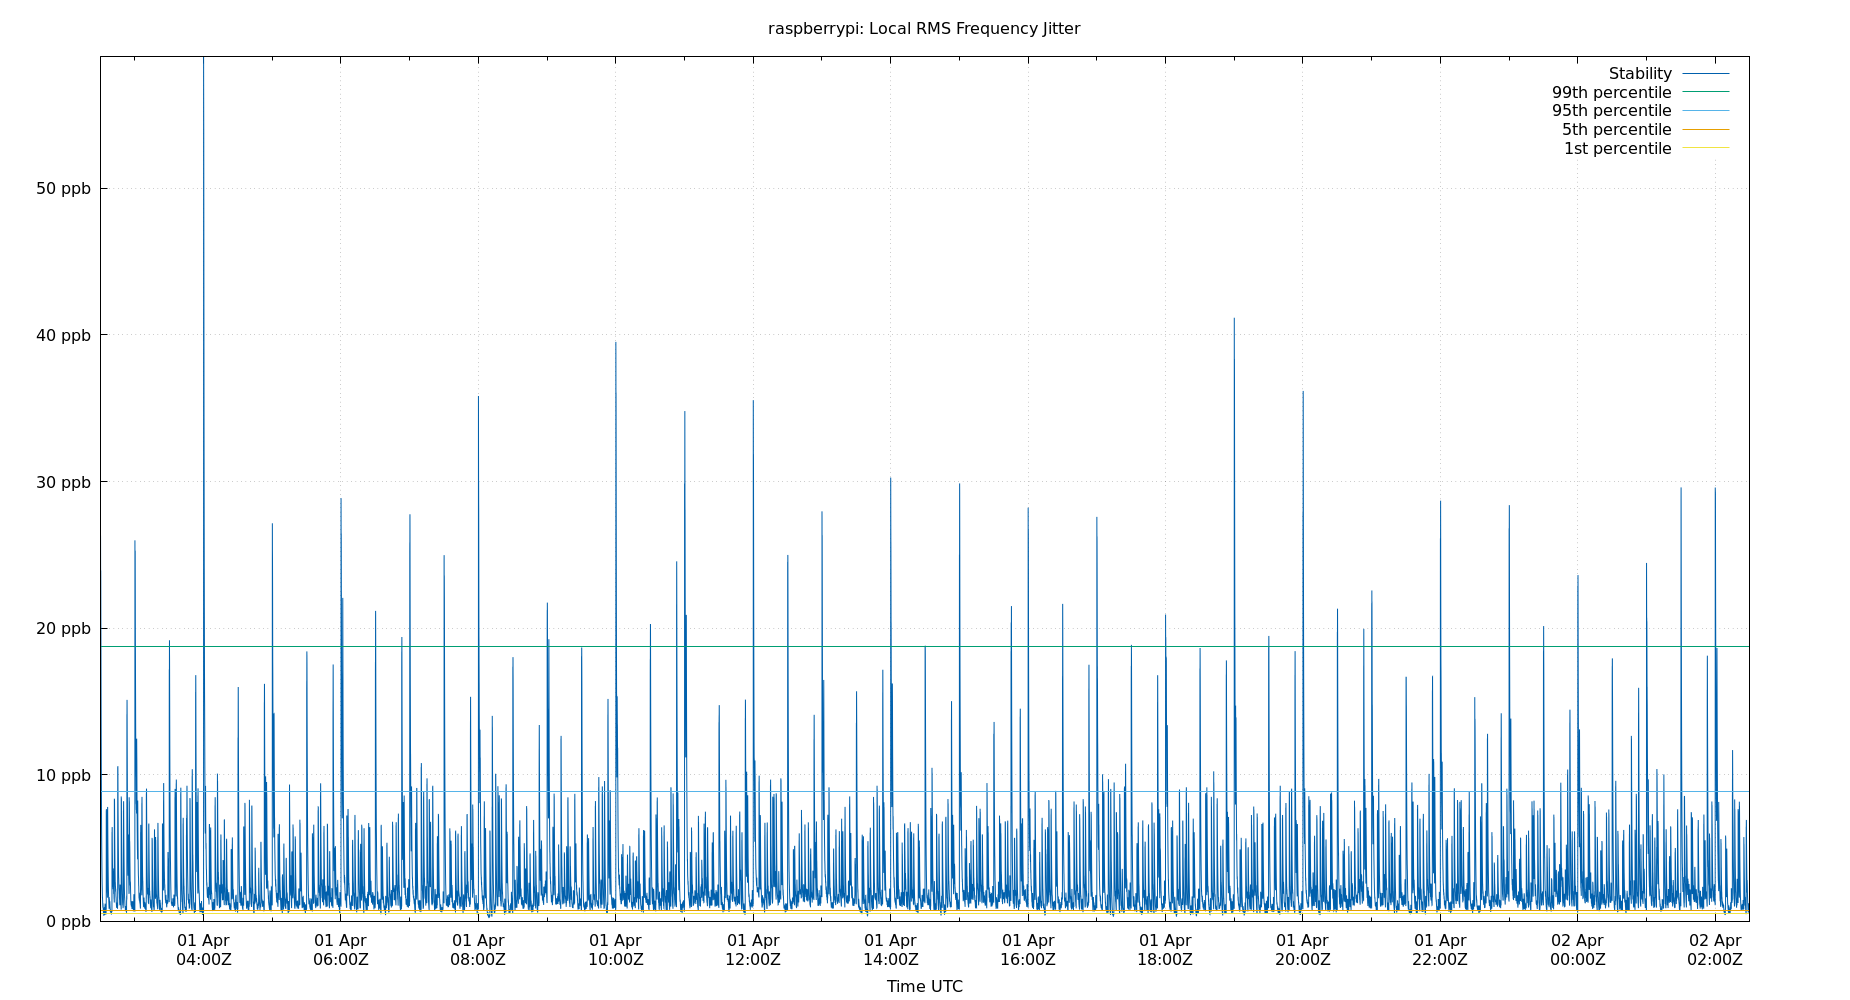 raspberrypi: Local RMS Frequency Jitter
Stability
99th percentile
95th percentile
5th percentile
1st percentile
50 ppb
40 ppb
30 ppb
20 ppb
10 ppb
0 ppb
01 Apr 01 Apr 01 Apr 01 Apr 01 Apr 01 Apr 01 Apr 01 Apr 01 Apr 01 Apr 02 Apr 02 Apr
04:00Z 06:00Z 08:00Z 10:00Z 12:00Z 14:00Z 16:00Z 18:00Z 20:00Z 22:00Z 00:00Z 02:00Z
Time UTC